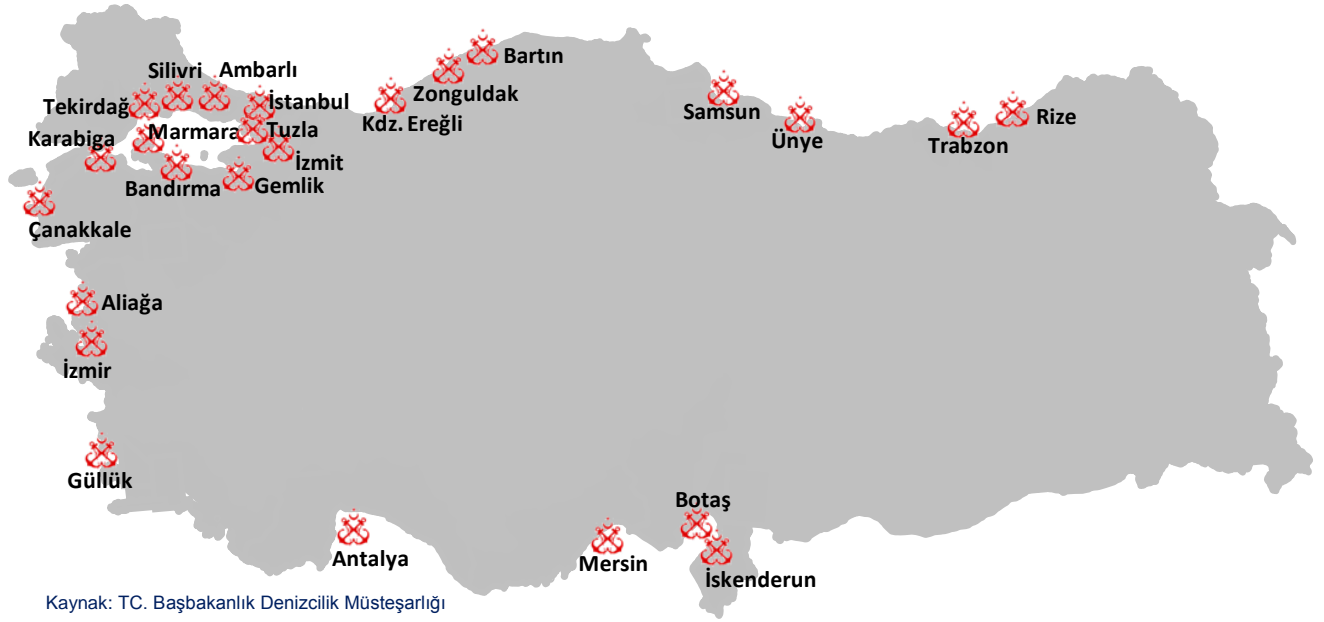 Bartın
Silivri
Ambarlı
Zonguldak
Tekirdağ
İstanbul
Samsun
Kdz. Ereğli
Rize
Karabiga
Marmara
Tuzla
Ünye
Trabzon
İzmit
Bandırma
Gemlik
Çanakkale
Aliağa
İzmir
Güllük
Botaş
Antalya
Mersin
İskenderun
Kaynak: TC. Başbakanlık Denizcilik Müsteşarlığı